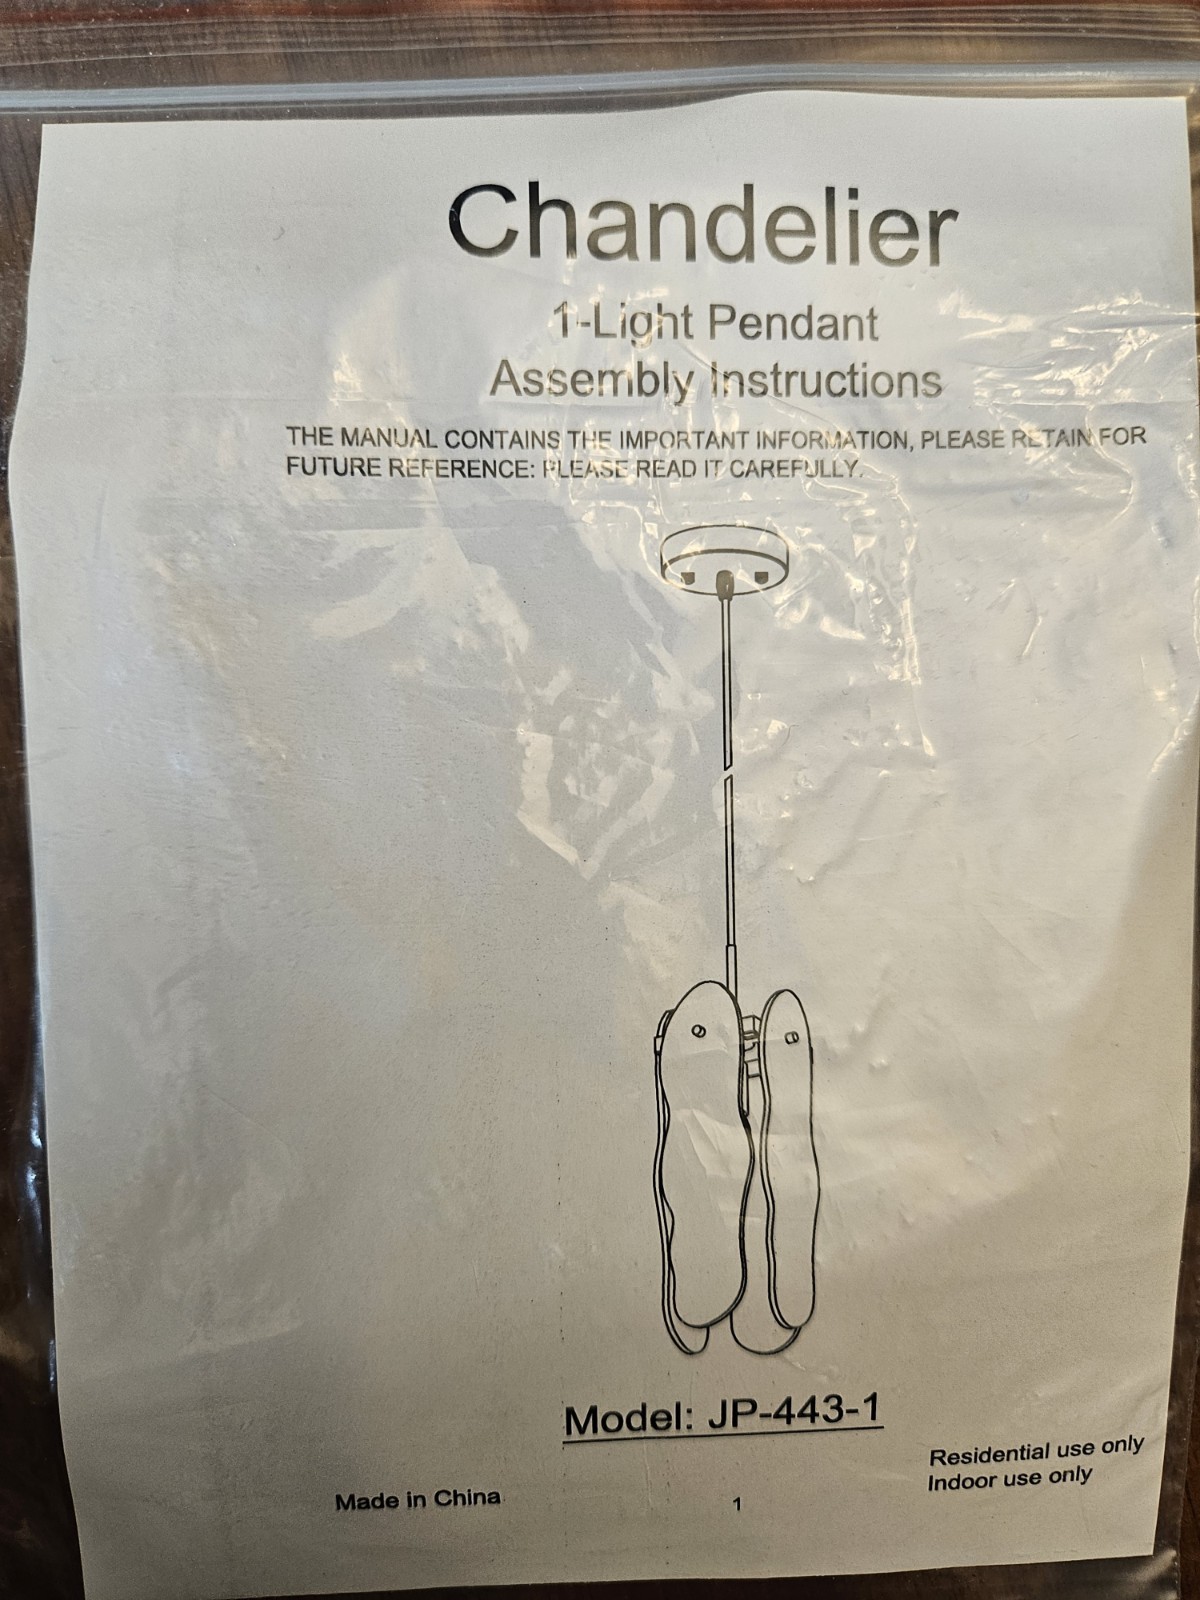 Chandelier
1-Light Pendant
Assembly Instructions
THE MANUAL CONTAINS THE IMPORTANT INFORMATION, PLEASE RETAIN FOR
FUTURE REFERENCE: PLEASE READ IT CAREFULLY.
Model: JP-443-1
Residential use only
Indoor use only
Made in China
1